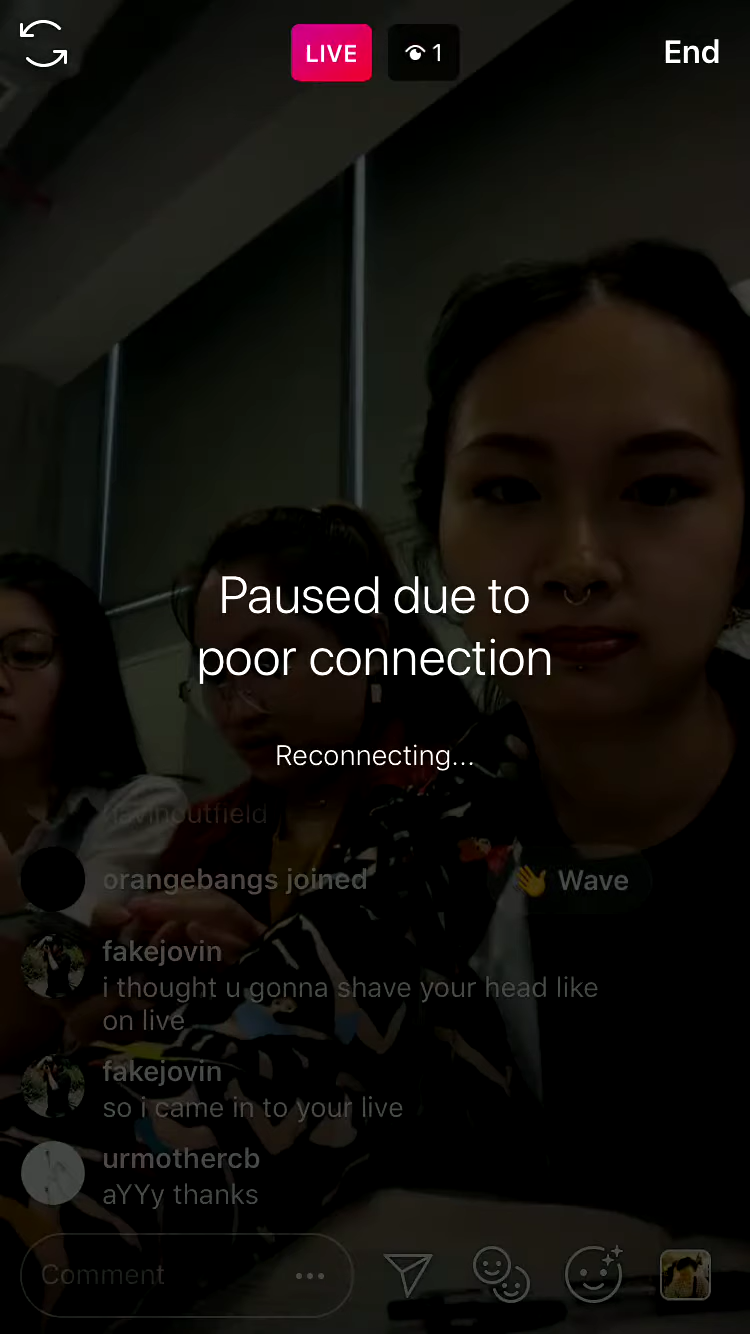 LIVE
1
End
Paused due to
poor connection
Reconnecting...
orangebangs joined
Wave
fakejovin
i thought u gonna shave your head like
on live
fakejovin
so i came in to your live
urmothercb
aYYy thanks
Comment